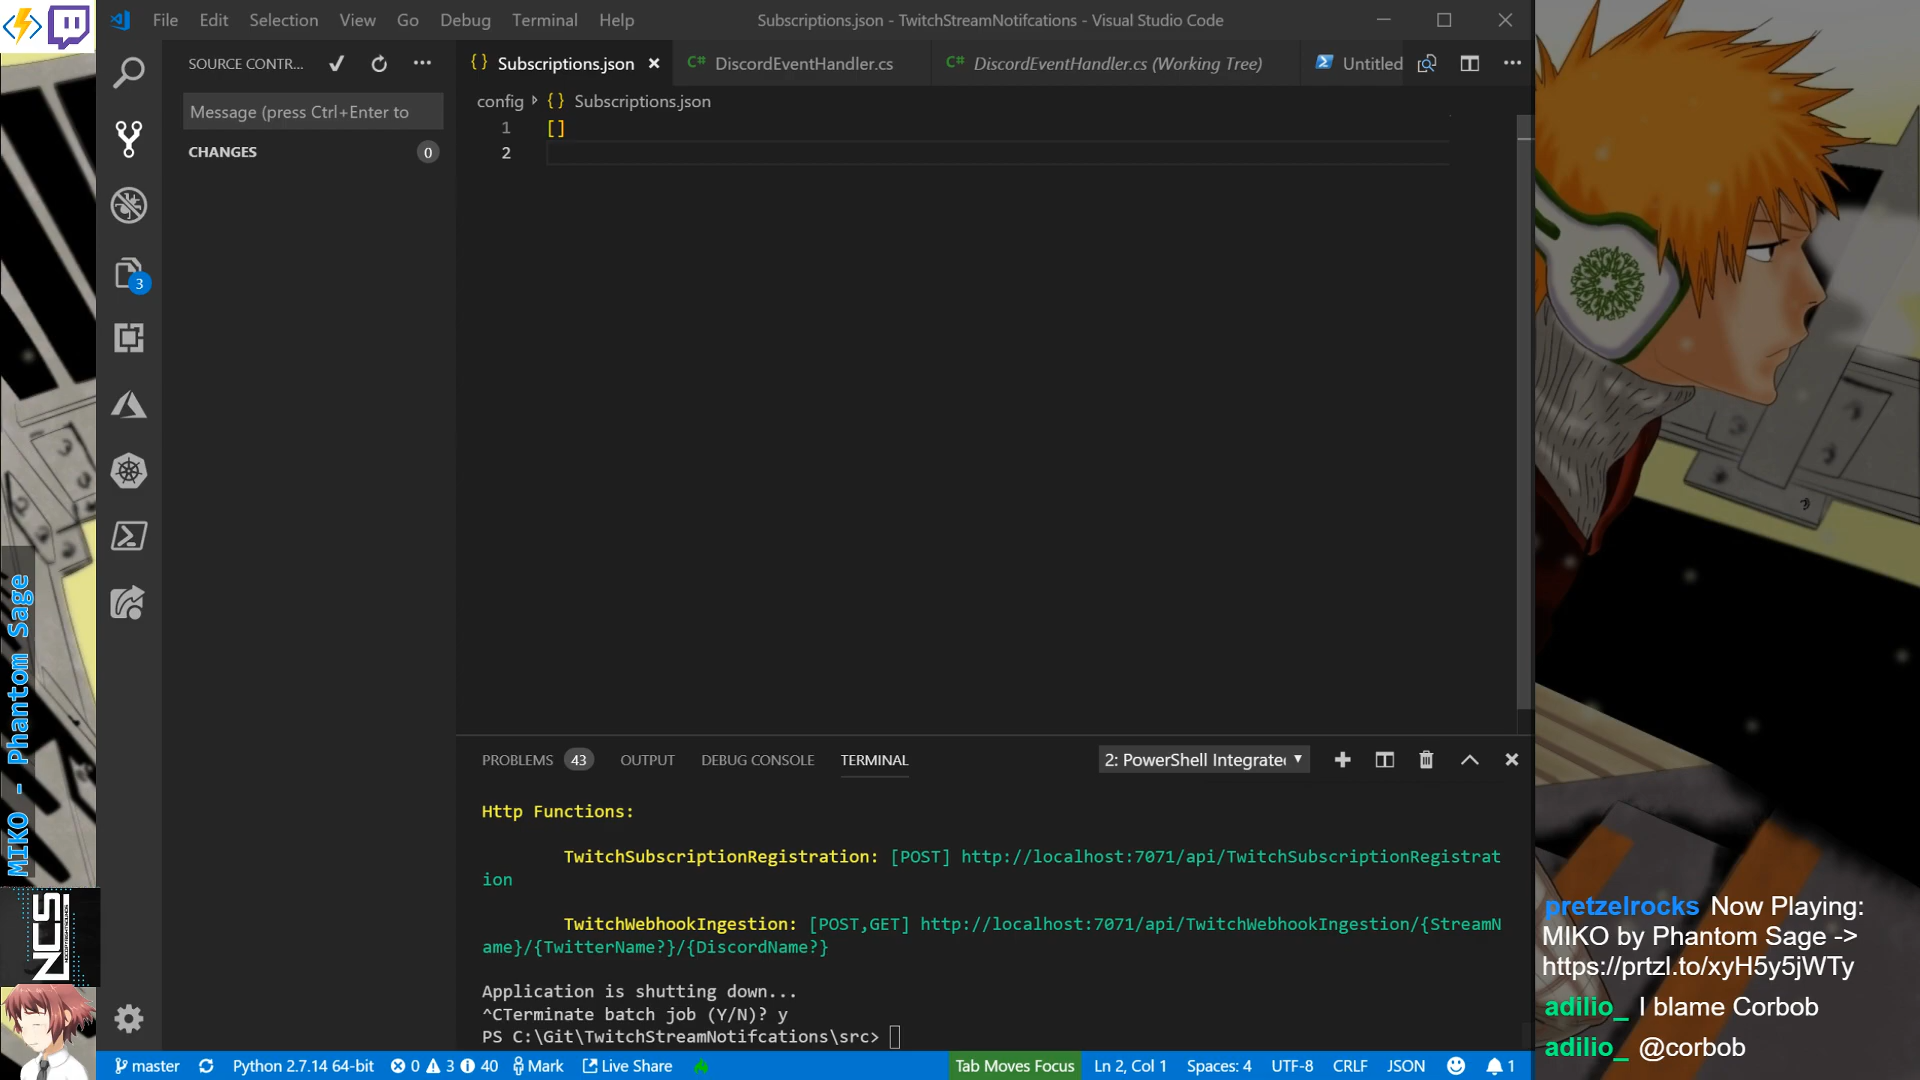 File Edit Selection View Go Debug Terminal Help Subscriptions.json - TwitchStreamNotifcations - Visual Studio Code
SOURCE CONTR...
Subscriptions.json
DiscordEventHandler.cs
DiscordEventHandler.cs (Working Tree)
Untitled
Message (press Ctrl+Enter to
CHANGES 0
config Subscriptions.json
1 []
2
3
PROBLEMS 43 OUTPUT DEBUG CONSOLE TERMINAL 2: PowerShell Integrate
Http Functions:
TwitchSubscriptionRegistration: [POST] http://localhost:7071/api/TwitchSubscriptionRegistrat
ion
TwitchWebhookIngestion: [POST,GET] http://localhost:7071/api/TwitchWebhookIngestion/{StreamN
ame}/{TwitterName?}/{DiscordName?}
Application is shutting down...
^CTerminate batch job (Y/N)? y
PS C:\Git\TwitchStreamNotifcations\src>
master Python 2.7.14 64-bit 0 3 40 Mark Live Share Tab Moves Focus Ln 2, Col 1 Spaces: 4 UTF-8 CRLF JSON 1
MIKO - Phantom Sage
NCS
pretzelrocks Now Playing:
MIKO by Phantom Sage ->
https://prtzl.to/xyH5y5jWTy
adilio_ I blame Corbob
adilio_ @corbob